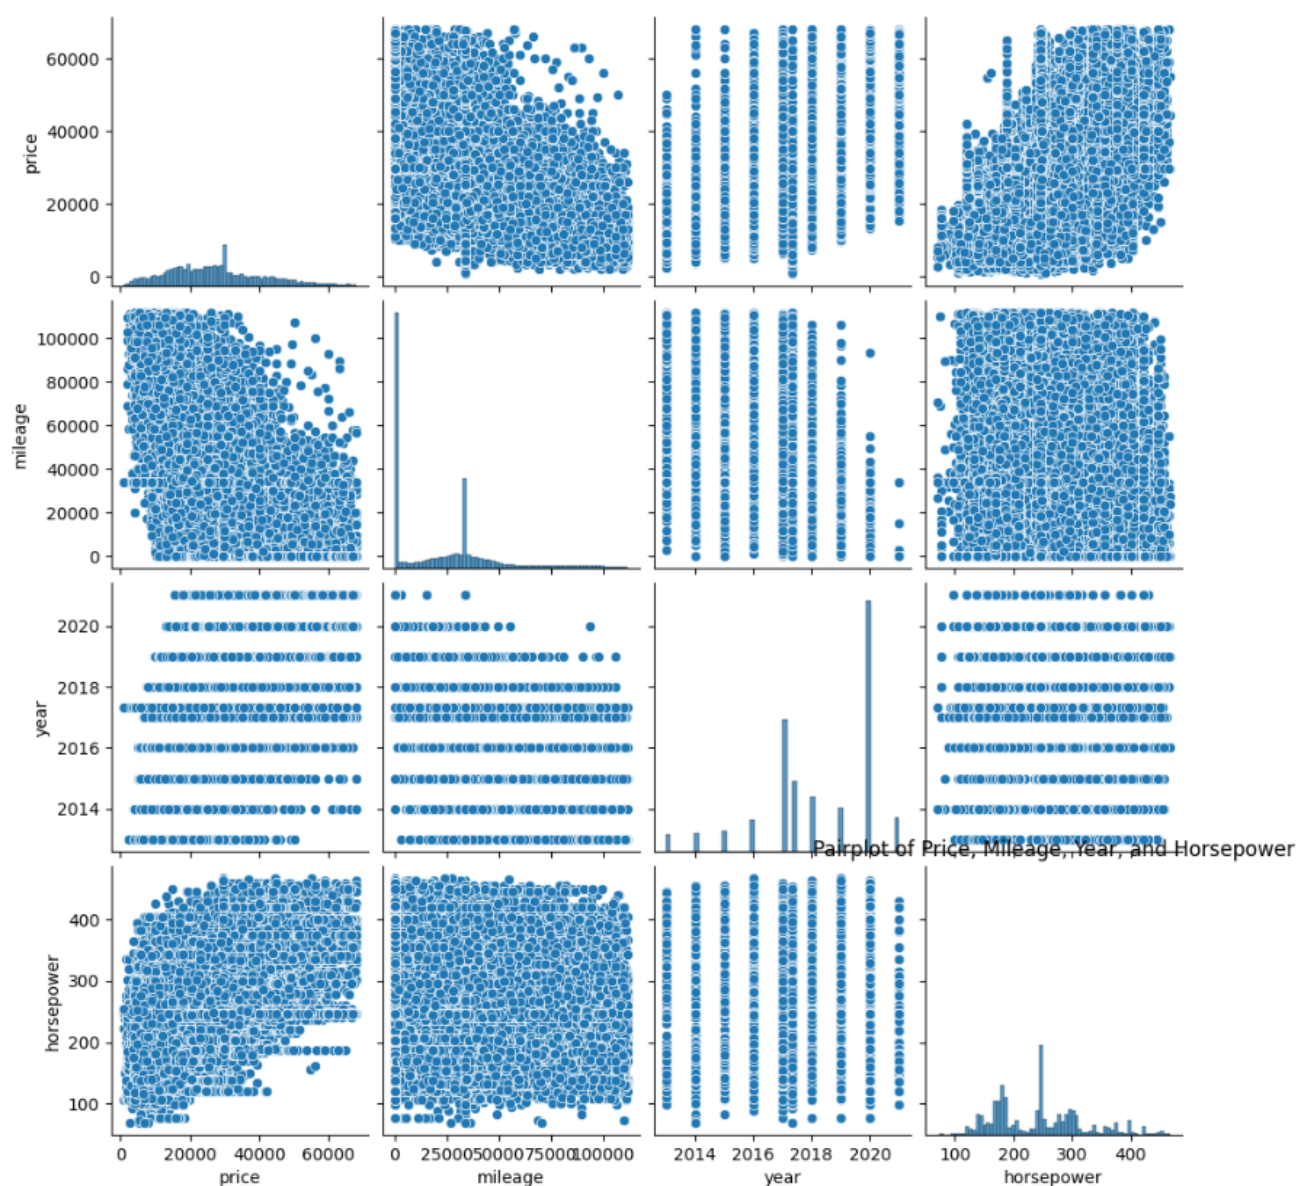 60000
40000
price
20000
0
100000
80000
60000
mileage
40000
20000
0
2020
2018
year
2016
2014
Pairplot of Price, Mileage, Year, and Horsepower
400
300
horsepower
200
100
0 20000 40000 60000 0 25000 50000 75000 100000 2014 2016 2018 2020 100 200 300 400
price mileage year horsepower